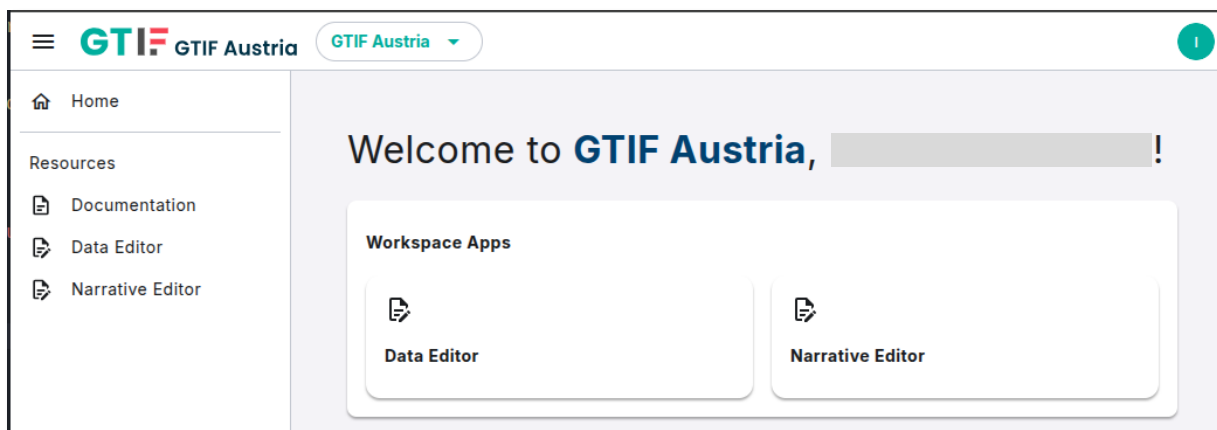 GTIF GTIF Austria
GTIF Austria
I
Home
Resources
Documentation
Data Editor
Narrative Editor
Welcome to GTIF Austria, !
Workspace Apps
Data Editor
Narrative Editor